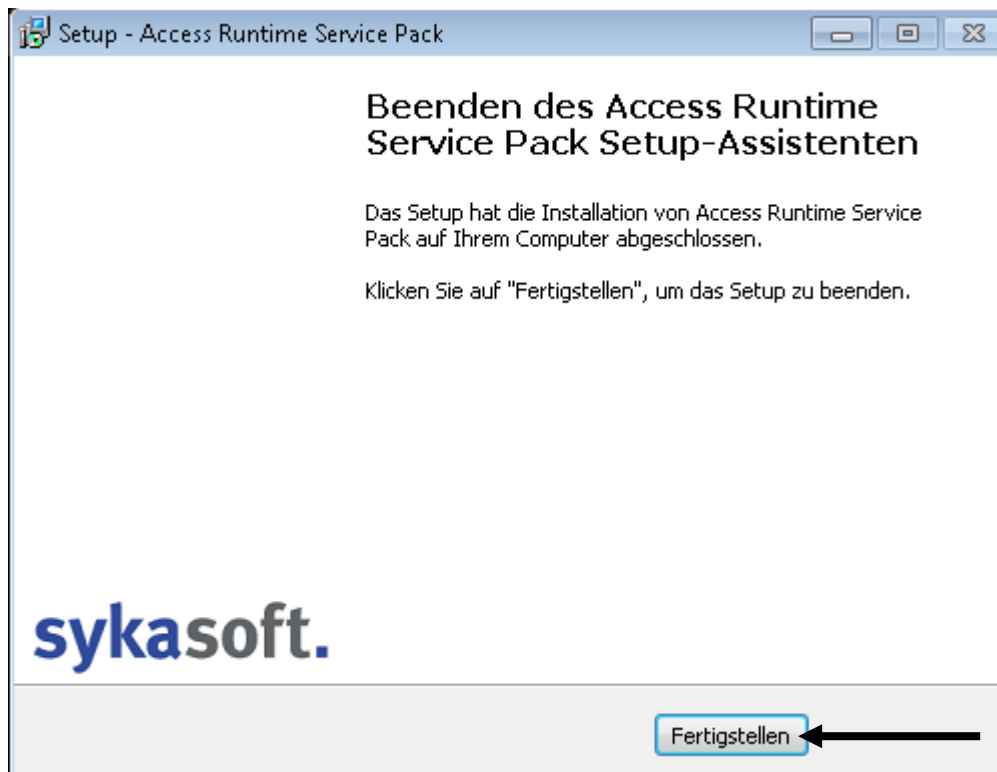 Setup - Access Runtime Service Pack
Beenden des Access Runtime
Service Pack Setup-Assistenten
Das Setup hat die Installation von Access Runtime Service
Pack auf Ihrem Computer abgeschlossen.
Klicken Sie auf "Fertigstellen", um das Setup zu beenden.
sykasoft.
Fertigstellen